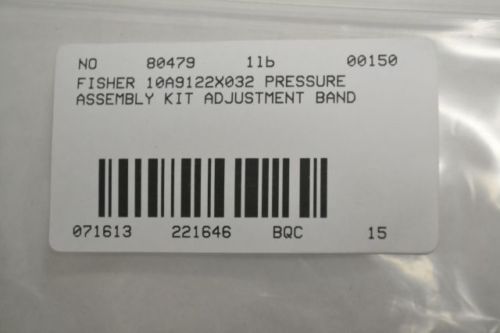 NO 80479 1lb 00150
FISHER 10A9122X032 PRESSURE
ASSEMBLY KIT ADJUSTMENT BAND
071613 221646 BQC 15